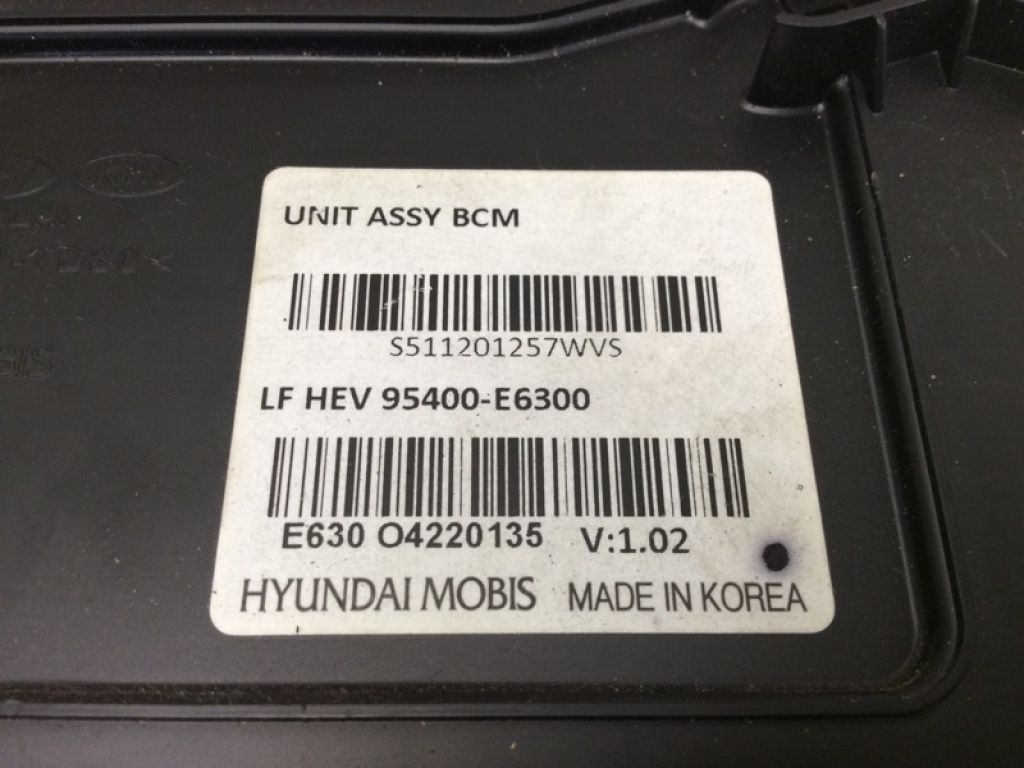 UNIT ASSY BCM
S511201257WVS
LF HEV 95400-E6300
E630 O4220135 V:1.02
HYUNDAI MOBIS MADE IN KOREA